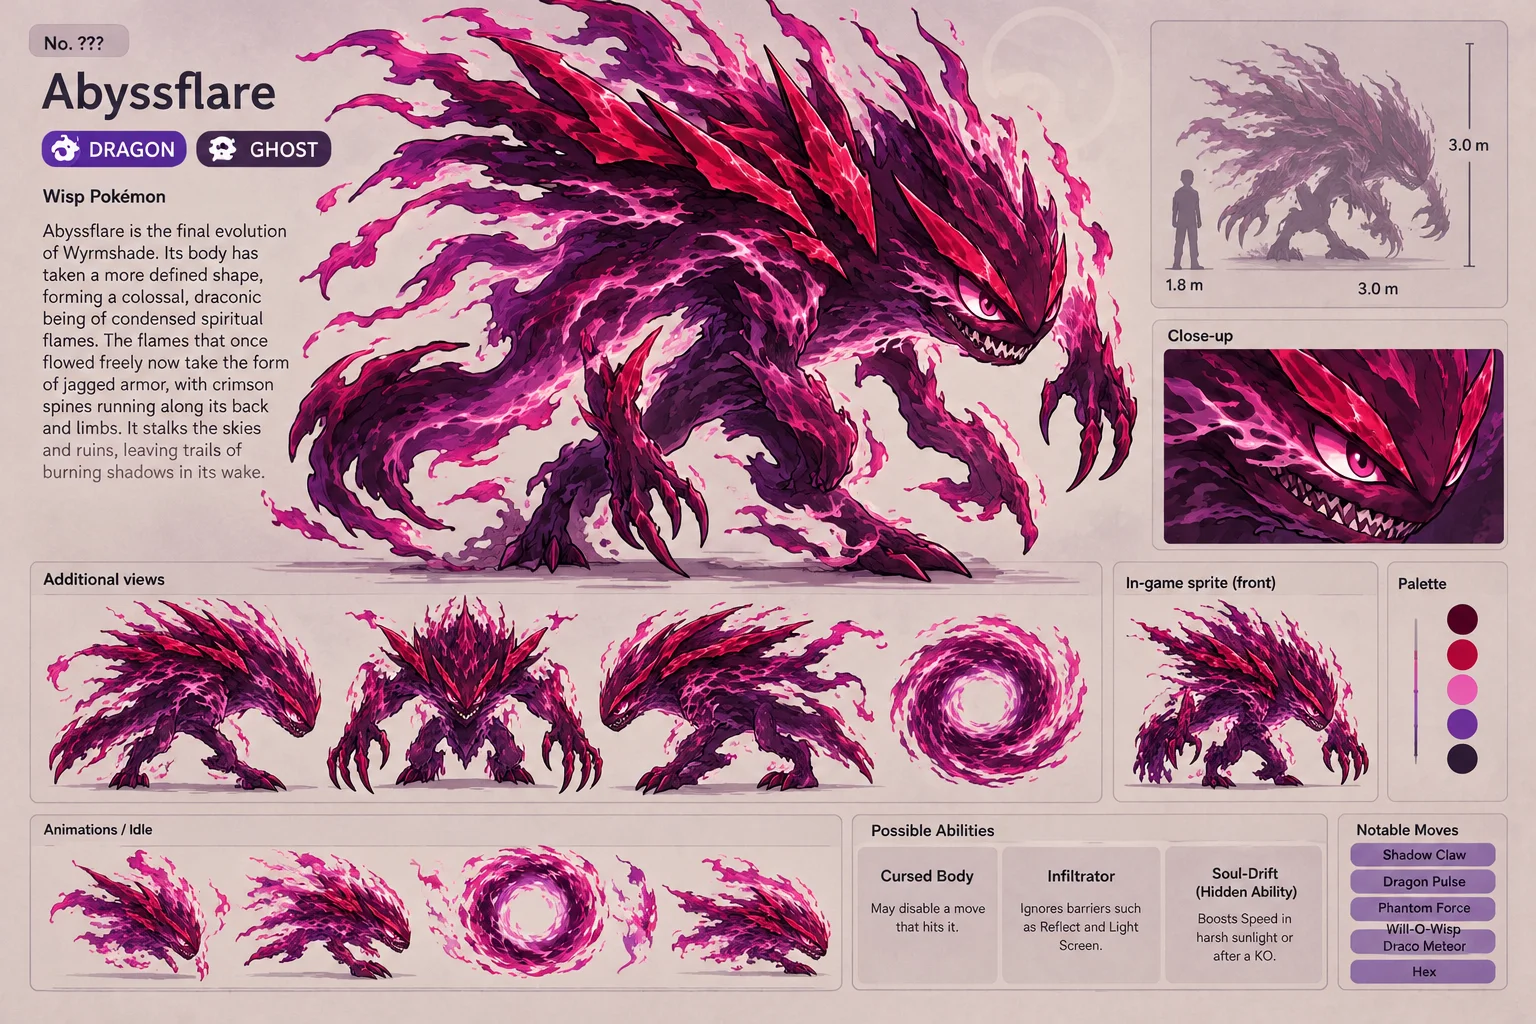 No. ???
Abyssflare
DRAGON
GHOST
Wisp Pokémon
Abyssflare is the final evolution
of Wyrmshade. Its body has
taken a more defined shape,
forming a colossal, draconic
being of condensed spiritual
flames. The flames that once
flowed freely now take the form
of jagged armor, with crimson
spines running along its back
and limbs. It stalks the skies
and ruins, leaving trails of
burning shadows in its wake.
3.0 m
1.8 m
3.0 m
Close-up
Additional views
In-game sprite (front)
Palette
Animations / Idle
Possible Abilities
Cursed Body
May disable a move
that hits it.
Infiltrator
Ignores barriers such
as Reflect and Light
Screen.
Soul-Drift
(Hidden Ability)
Boosts Speed in
harsh sunlight or
after a KO.
Notable Moves
Shadow Claw
Dragon Pulse
Phantom Force
Will-O-Wisp
Draco Meteor
Hex